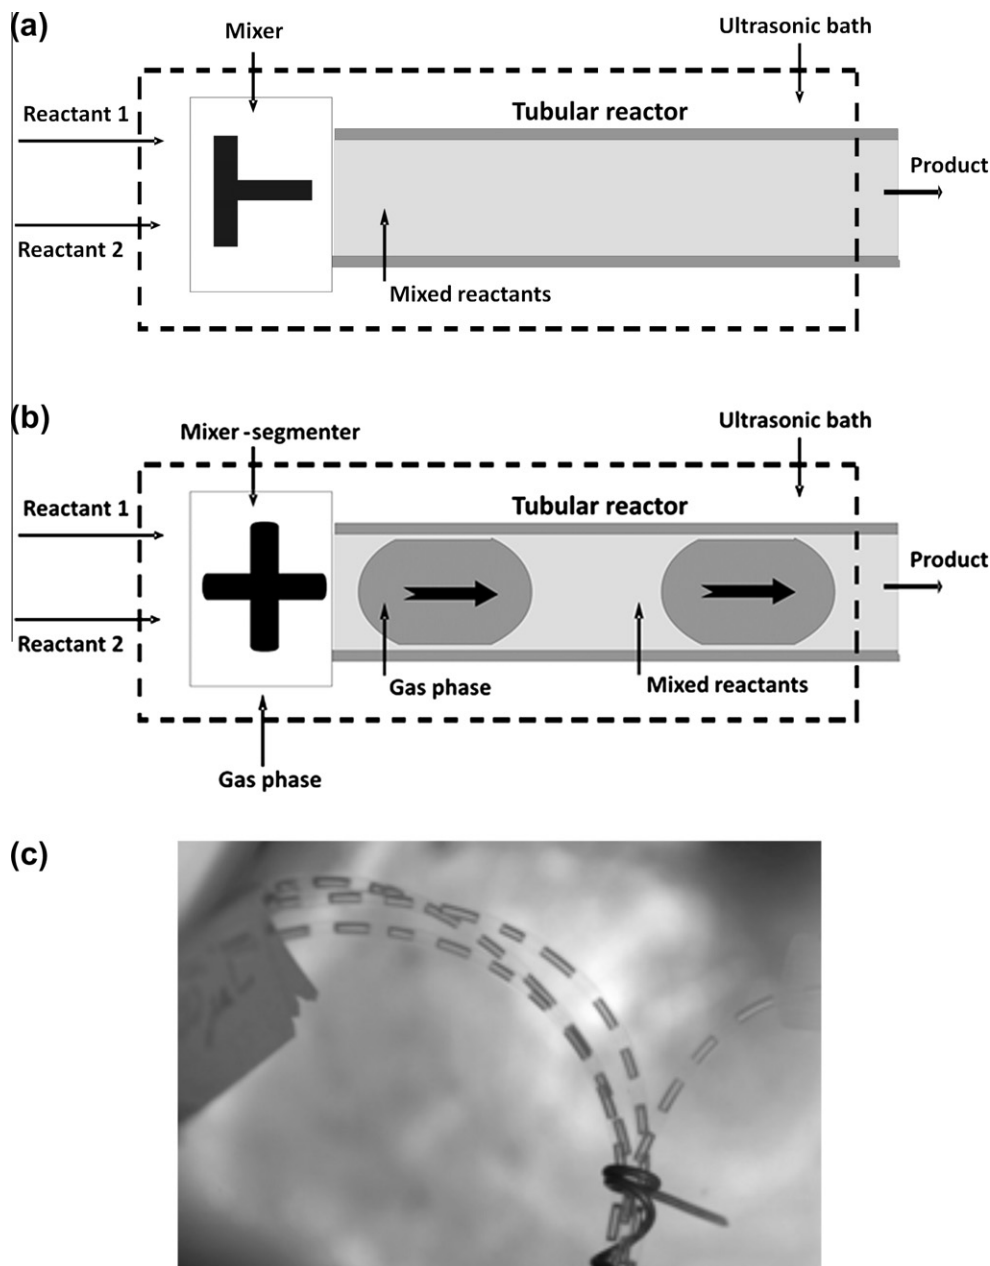 (a)
Mixer
Ultrasonic bath
Reactant 1
Tubular reactor
Product
Reactant 2
Mixed reactants
(b)
Mixer -segmenter
Ultrasonic bath
Reactant 1
Tubular reactor
Product
Reactant 2
Gas phase
Mixed reactants
Gas phase
(c)